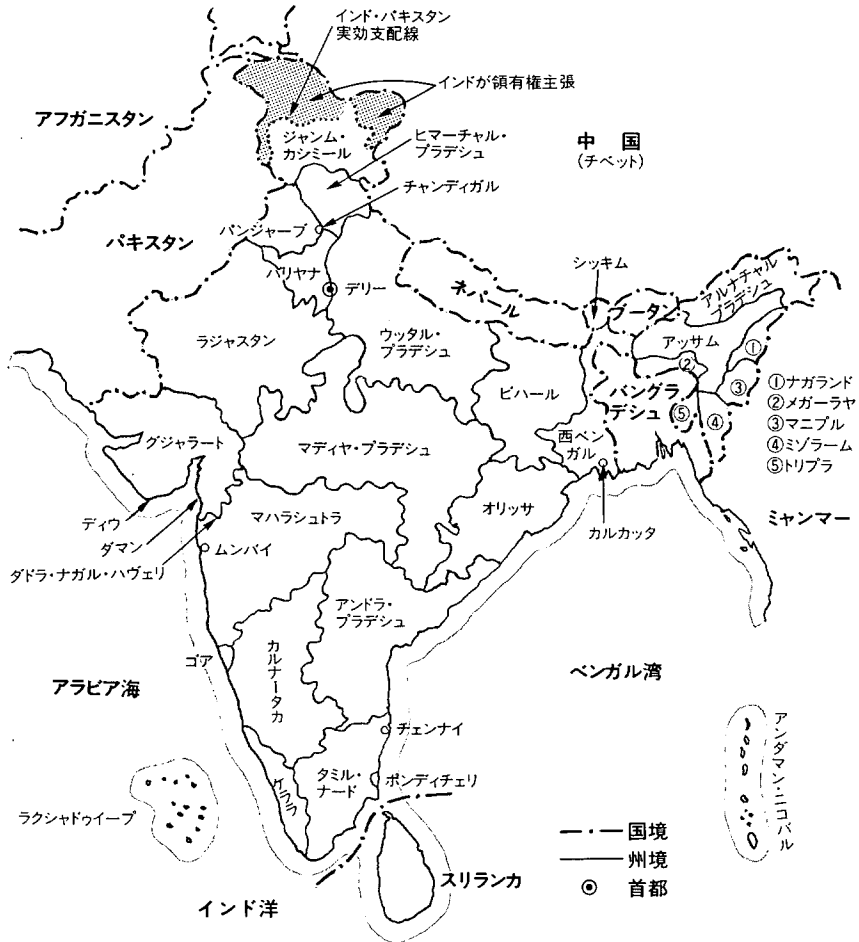 インド・パキスタン
実効支配線
インドが領有権主張
アフガニスタン
ジャンム・
カシミール
ヒマーチャル・
プラデシュ
中 国
(チベット)
チャンディガル
パンジャーブ
パキスタン
ハリヤナ
デリー
シッキム
ネパール
ブータン
アルナチャル
プラデシュ
ラジャスタン
ウッタル・
プラデシュ
アッサム
①
②
③
④
⑤
ビハール
バングラ
デシュ
①ナガランド
②メガーラヤ
③マニプル
④ミゾラーム
⑤トリプラ
グジャラート
マディヤ・プラデシュ
西ベン
ガル
ディウ
ダマン
マハラシュトラ
オリッサ
カルカッタ
ミャンマー
ダドラ・ナガル・ハヴェリ
ムンバイ
アンドラ・
プラデシュ
カルナータカ
ゴア
アラビア海
ベンガル湾
チェンナイ
ケララ
タミル・
ナード
ポンディチェリ
アンダマン・ニコバル
ラクシャドゥイープ
スリランカ
インド洋
国境
州境
首都